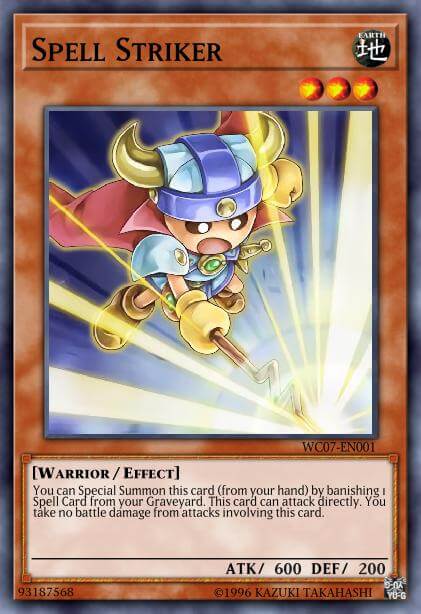 Spell Striker
EARTH
地
WC07-EN001
[Warrior / Effect]
You can Special Summon this card (from your hand) by banishing 1
Spell Card from your Graveyard. This card can attack directly. You
take no battle damage from attacks involving this card.
ATK/ 600 DEF/ 200
93187568
©1996 KAZUKI TAKAHASHI